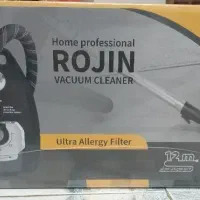 Home professional
ROJIN
VACUUM CLEANER
Ultra Allergy Filter
12m